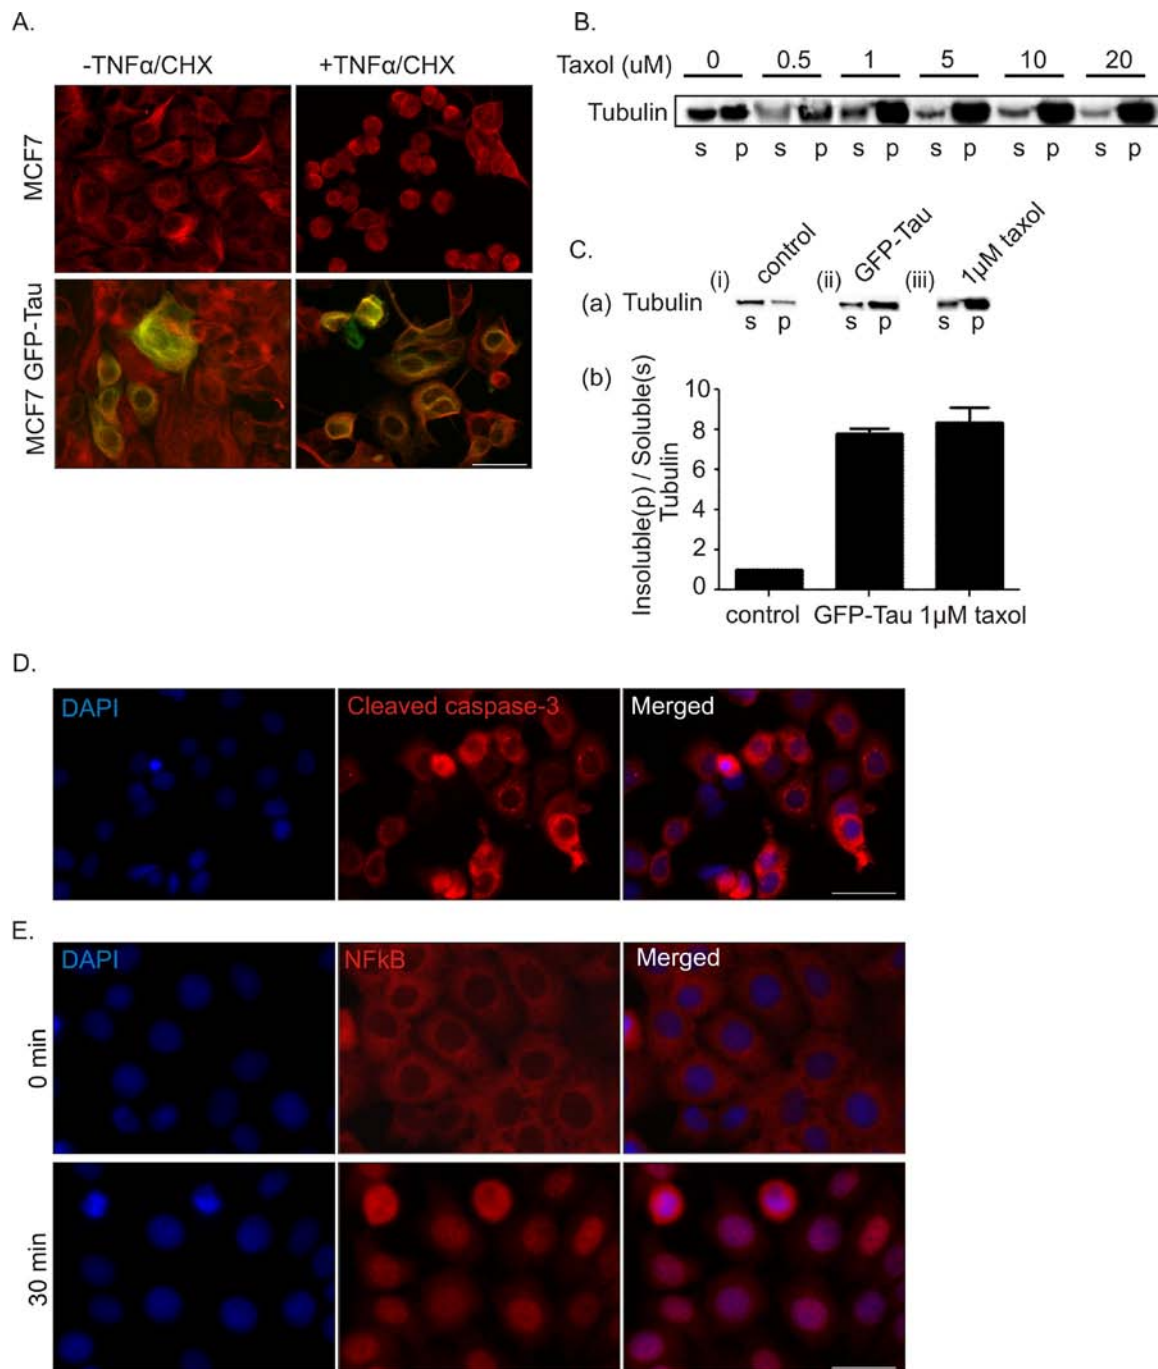 A.
-TNFα/CHX +TNFα/CHX
MCF7
MCF7 GFP-Tau
B.
Taxol (uM) 0 0.5 1 5 10 20
Tubulin
s p s p s p s p s p s p
C.
(i) control (ii) GFP-Tau (iii) 1µM taxol
(a) Tubulin
s p s p s p
(b)
Insoluble(p) / Soluble(s)
Tubulin
10
8
6
4
2
0
control GFP-Tau 1µM taxol
D.
DAPI Cleaved caspase-3 Merged
E.
DAPI NFkB Merged
0 min
30 min